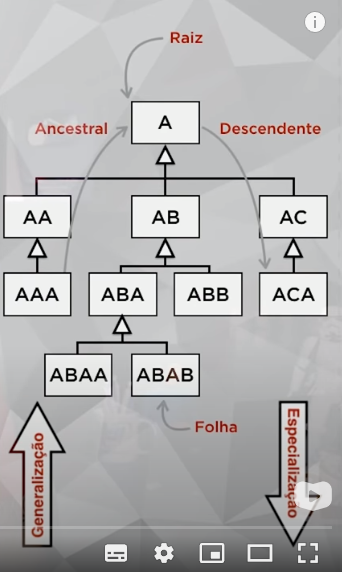 Raiz
A
Ancestral
Descendente
AA
AB
AC
AAA
ABA
ABB
ACA
ABAA
ABAB
Folha
Generalização
Especialização